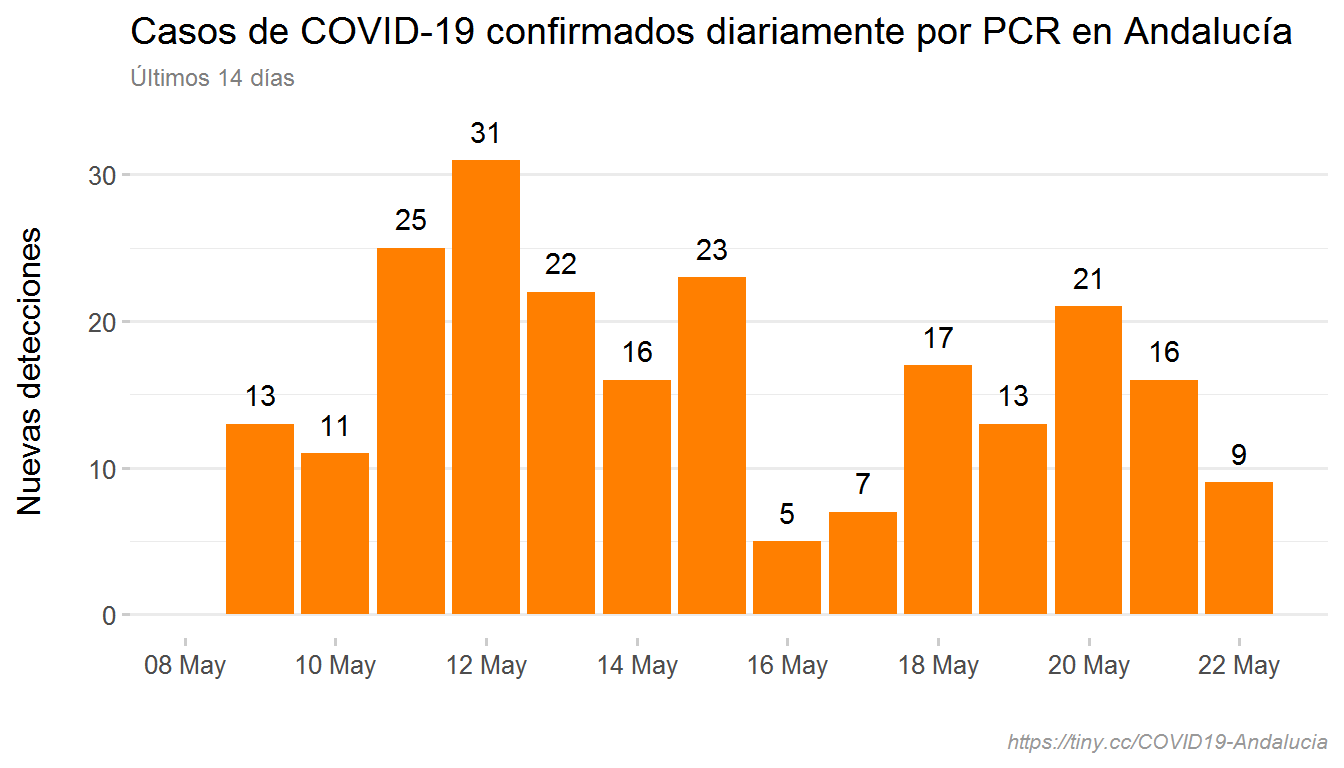 Casos de COVID-19 confirmados diariamente por PCR en Andalucía
Últimos 14 días
Nuevas detecciones
30
20
10
0
13
11
25
31
22
16
23
5
7
17
13
21
16
9
08 May
10 May
12 May
14 May
16 May
18 May
20 May
22 May
https://tiny.cc/COVID19-Andalucia